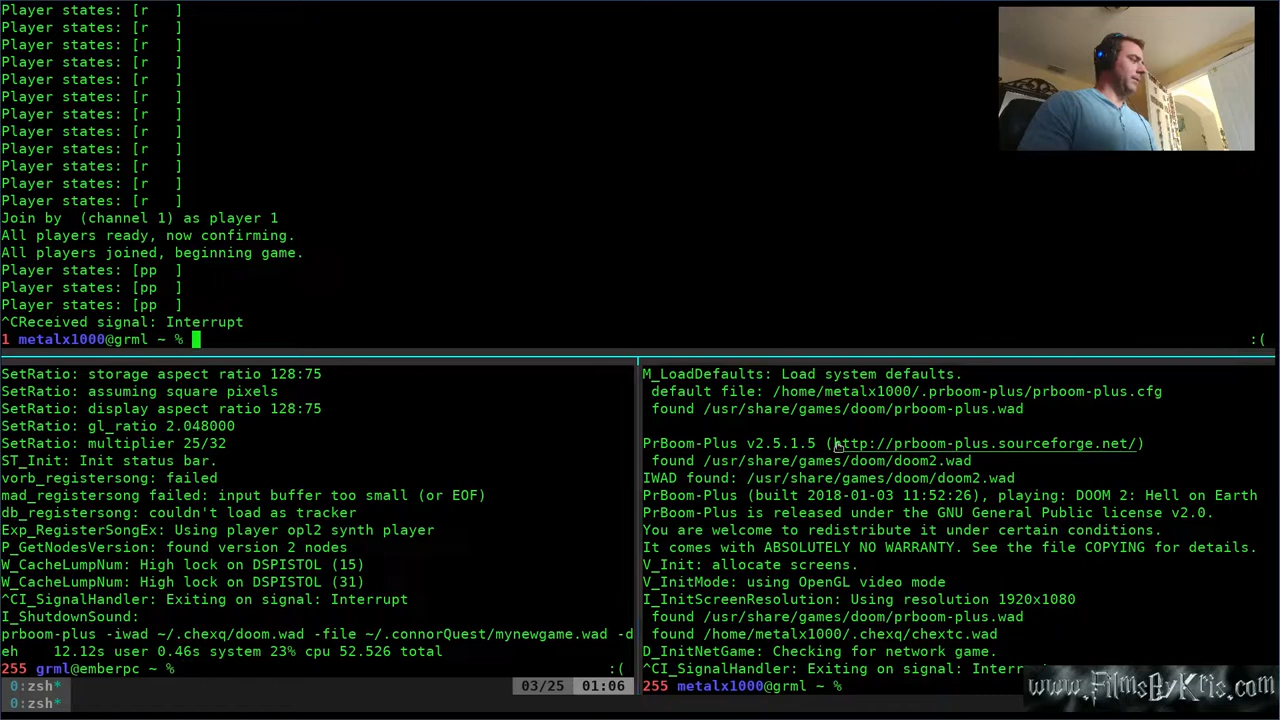 Player states: [r   ]
Player states: [r   ]
Player states: [r   ]
Player states: [r   ]
Player states: [r   ]
Player states: [r   ]
Player states: [r   ]
Player states: [r   ]
Player states: [r   ]
Player states: [r   ]
Player states: [r   ]
Player states: [r   ]
Join by  (channel 1) as player 1
All players ready, now confirming.
All players joined, beginning game.
Player states: [pp  ]
Player states: [pp  ]
Player states: [pp  ]
^CReceived signal: Interrupt
1 metalx1000@grml ~ % :(
SetRatio: storage aspect ratio 128:75
SetRatio: assuming square pixels
SetRatio: display aspect ratio 128:75
SetRatio: gl_ratio 2.048000
SetRatio: multiplier 25/32
ST_Init: Init status bar.
vorb_registersong: failed
mad_registersong failed: input buffer too small (or EOF)
db_registersong: couldn't load as tracker
Exp_RegisterSongEx: Using player opl2 synth player
P_GetNodesVersion: found version 2 nodes
W_CacheLumpNum: High lock on DSPISTOL (15)
W_CacheLumpNum: High lock on DSPISTOL (31)
^CI_SignalHandler: Exiting on signal: Interrupt
I_ShutdownSound:
prboom-plus -iwad ~/.chexq/doom.wad -file ~/.connorQuest/mynewgame.wad -d
eh    12.12s user 0.46s system 23% cpu 52.526 total
255 grml@emberpc ~ % :(
0:zsh* 03/25 01:06
0:zsh*
M_LoadDefaults: Load system defaults.
default file: /home/metalx1000/.prboom-plus/prboom-plus.cfg
found /usr/share/games/doom/prboom-plus.wad
PrBoom-Plus v2.5.1.5 (http://prboom-plus.sourceforge.net/)
found /usr/share/games/doom/doom2.wad
IWAD found: /usr/share/games/doom/doom2.wad
PrBoom-Plus (built 2018-01-03 11:52:26), playing: DOOM 2: Hell on Earth
PrBoom-Plus is released under the GNU General Public license v2.0.
You are welcome to redistribute it under certain conditions.
It comes with ABSOLUTELY NO WARRANTY. See the file COPYING for details.
V_Init: allocate screens.
V_InitMode: using OpenGL video mode
I_InitScreenResolution: Using resolution 1920x1080
found /usr/share/games/doom/prboom-plus.wad
found /home/metalx1000/.chexq/chextc.wad
D_InitNetGame: Checking for network game.
^CI_SignalHandler: Exiting on signal: Interrupt
255 metalx1000@grml ~ %
www.FilmsByKris.com